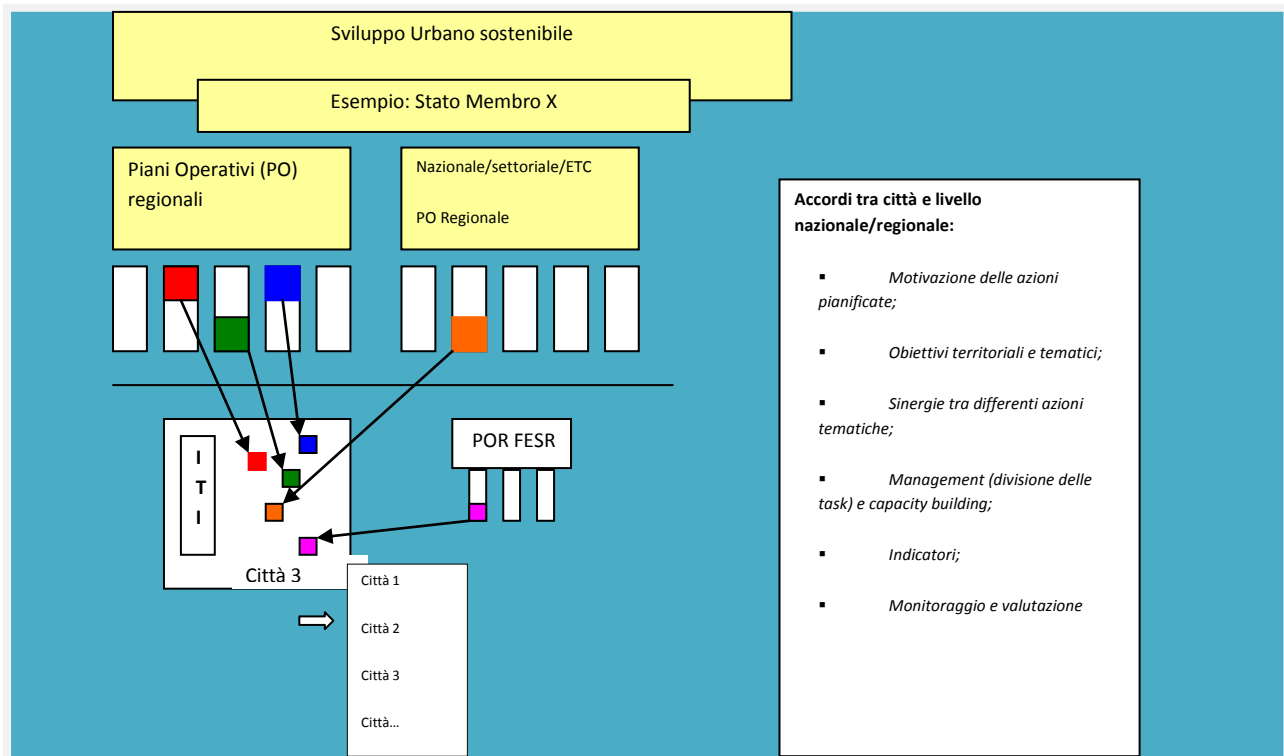 Sviluppo Urbano sostenibile
Esempio: Stato Membro X
Piani Operativi (PO)
regionali
Nazionale/settoriale/ETC
PO Regionale
Accordi tra città e livello
nazionale/regionale:
▪ Motivazione delle azioni
pianificate;
▪ Obiettivi territoriali e tematici;
▪ Sinergie tra differenti azioni
tematiche;
▪ Management (divisione delle
task) e capacity building;
▪ Indicatori;
▪ Monitoraggio e valutazione
I
T
I
POR FESR
Città 3
Città 1
Città 2
Città 3
Città...